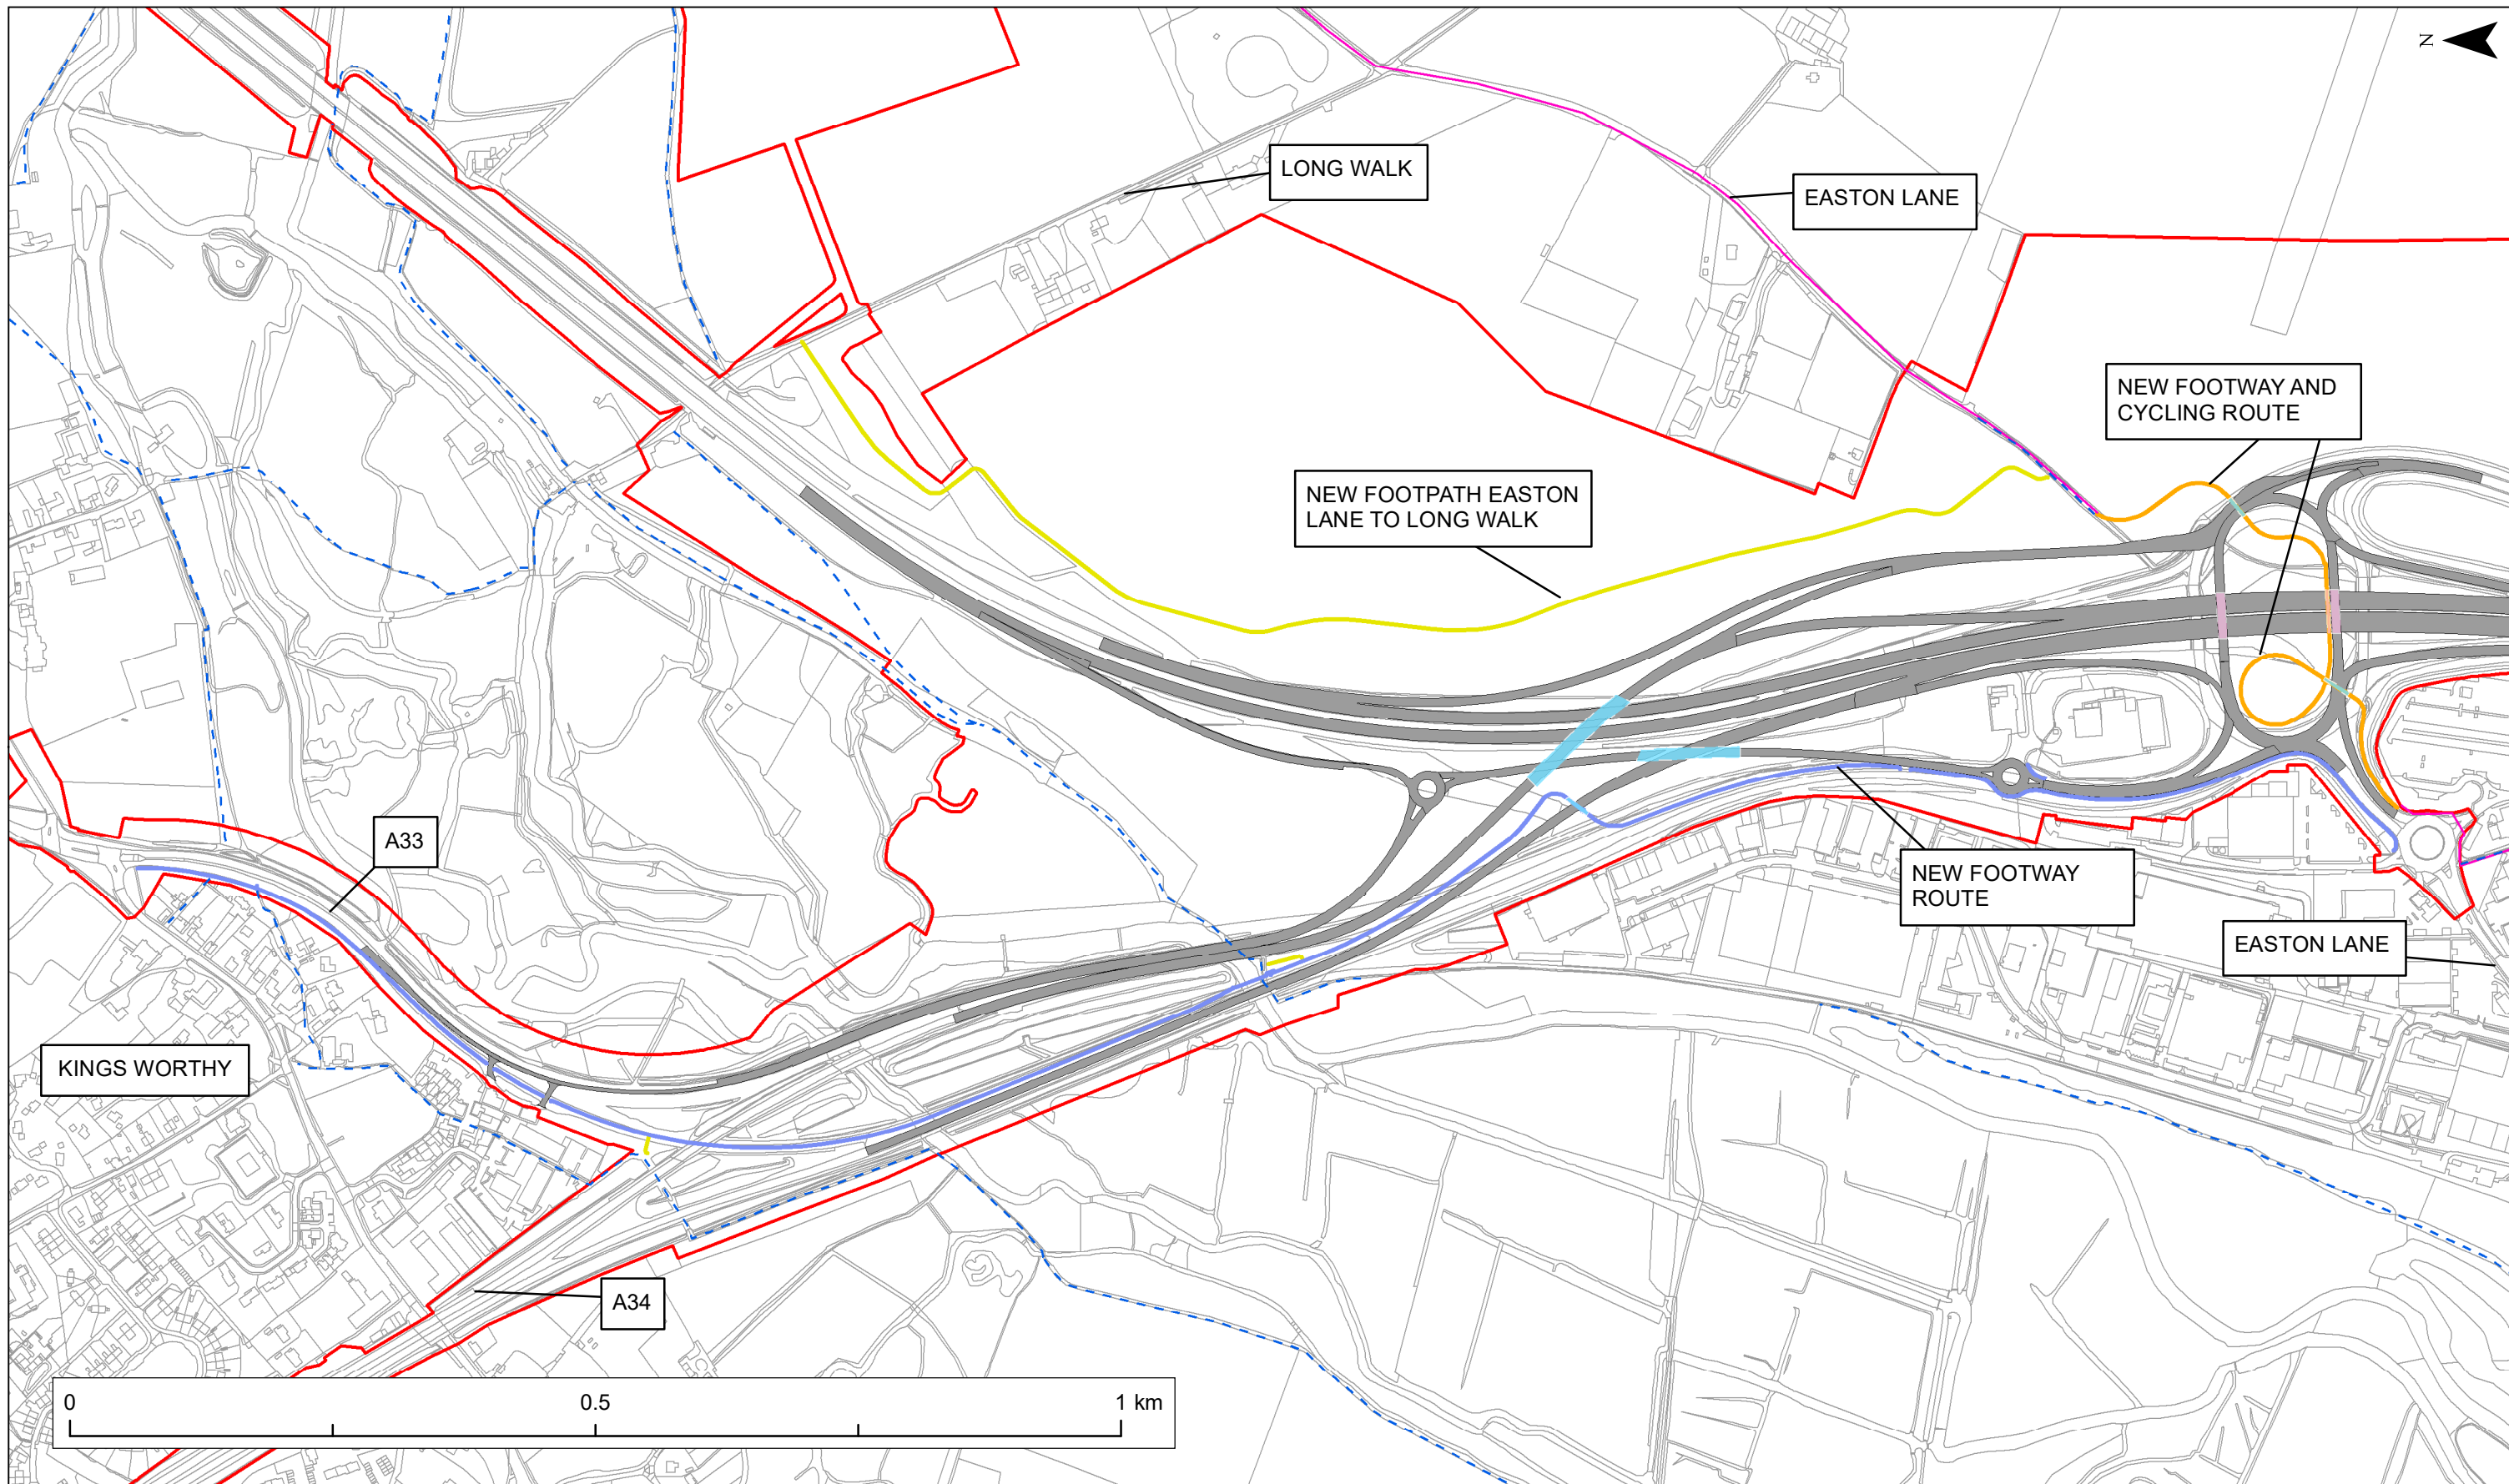 N
LONG WALK
EASTON LANE
NEW FOOTWAY AND
CYCLING ROUTE
NEW FOOTPATH EASTON
LANE TO LONG WALK
A33
NEW FOOTWAY
ROUTE
EASTON LANE
KINGS WORTHY
A34
0 0.5 1 km